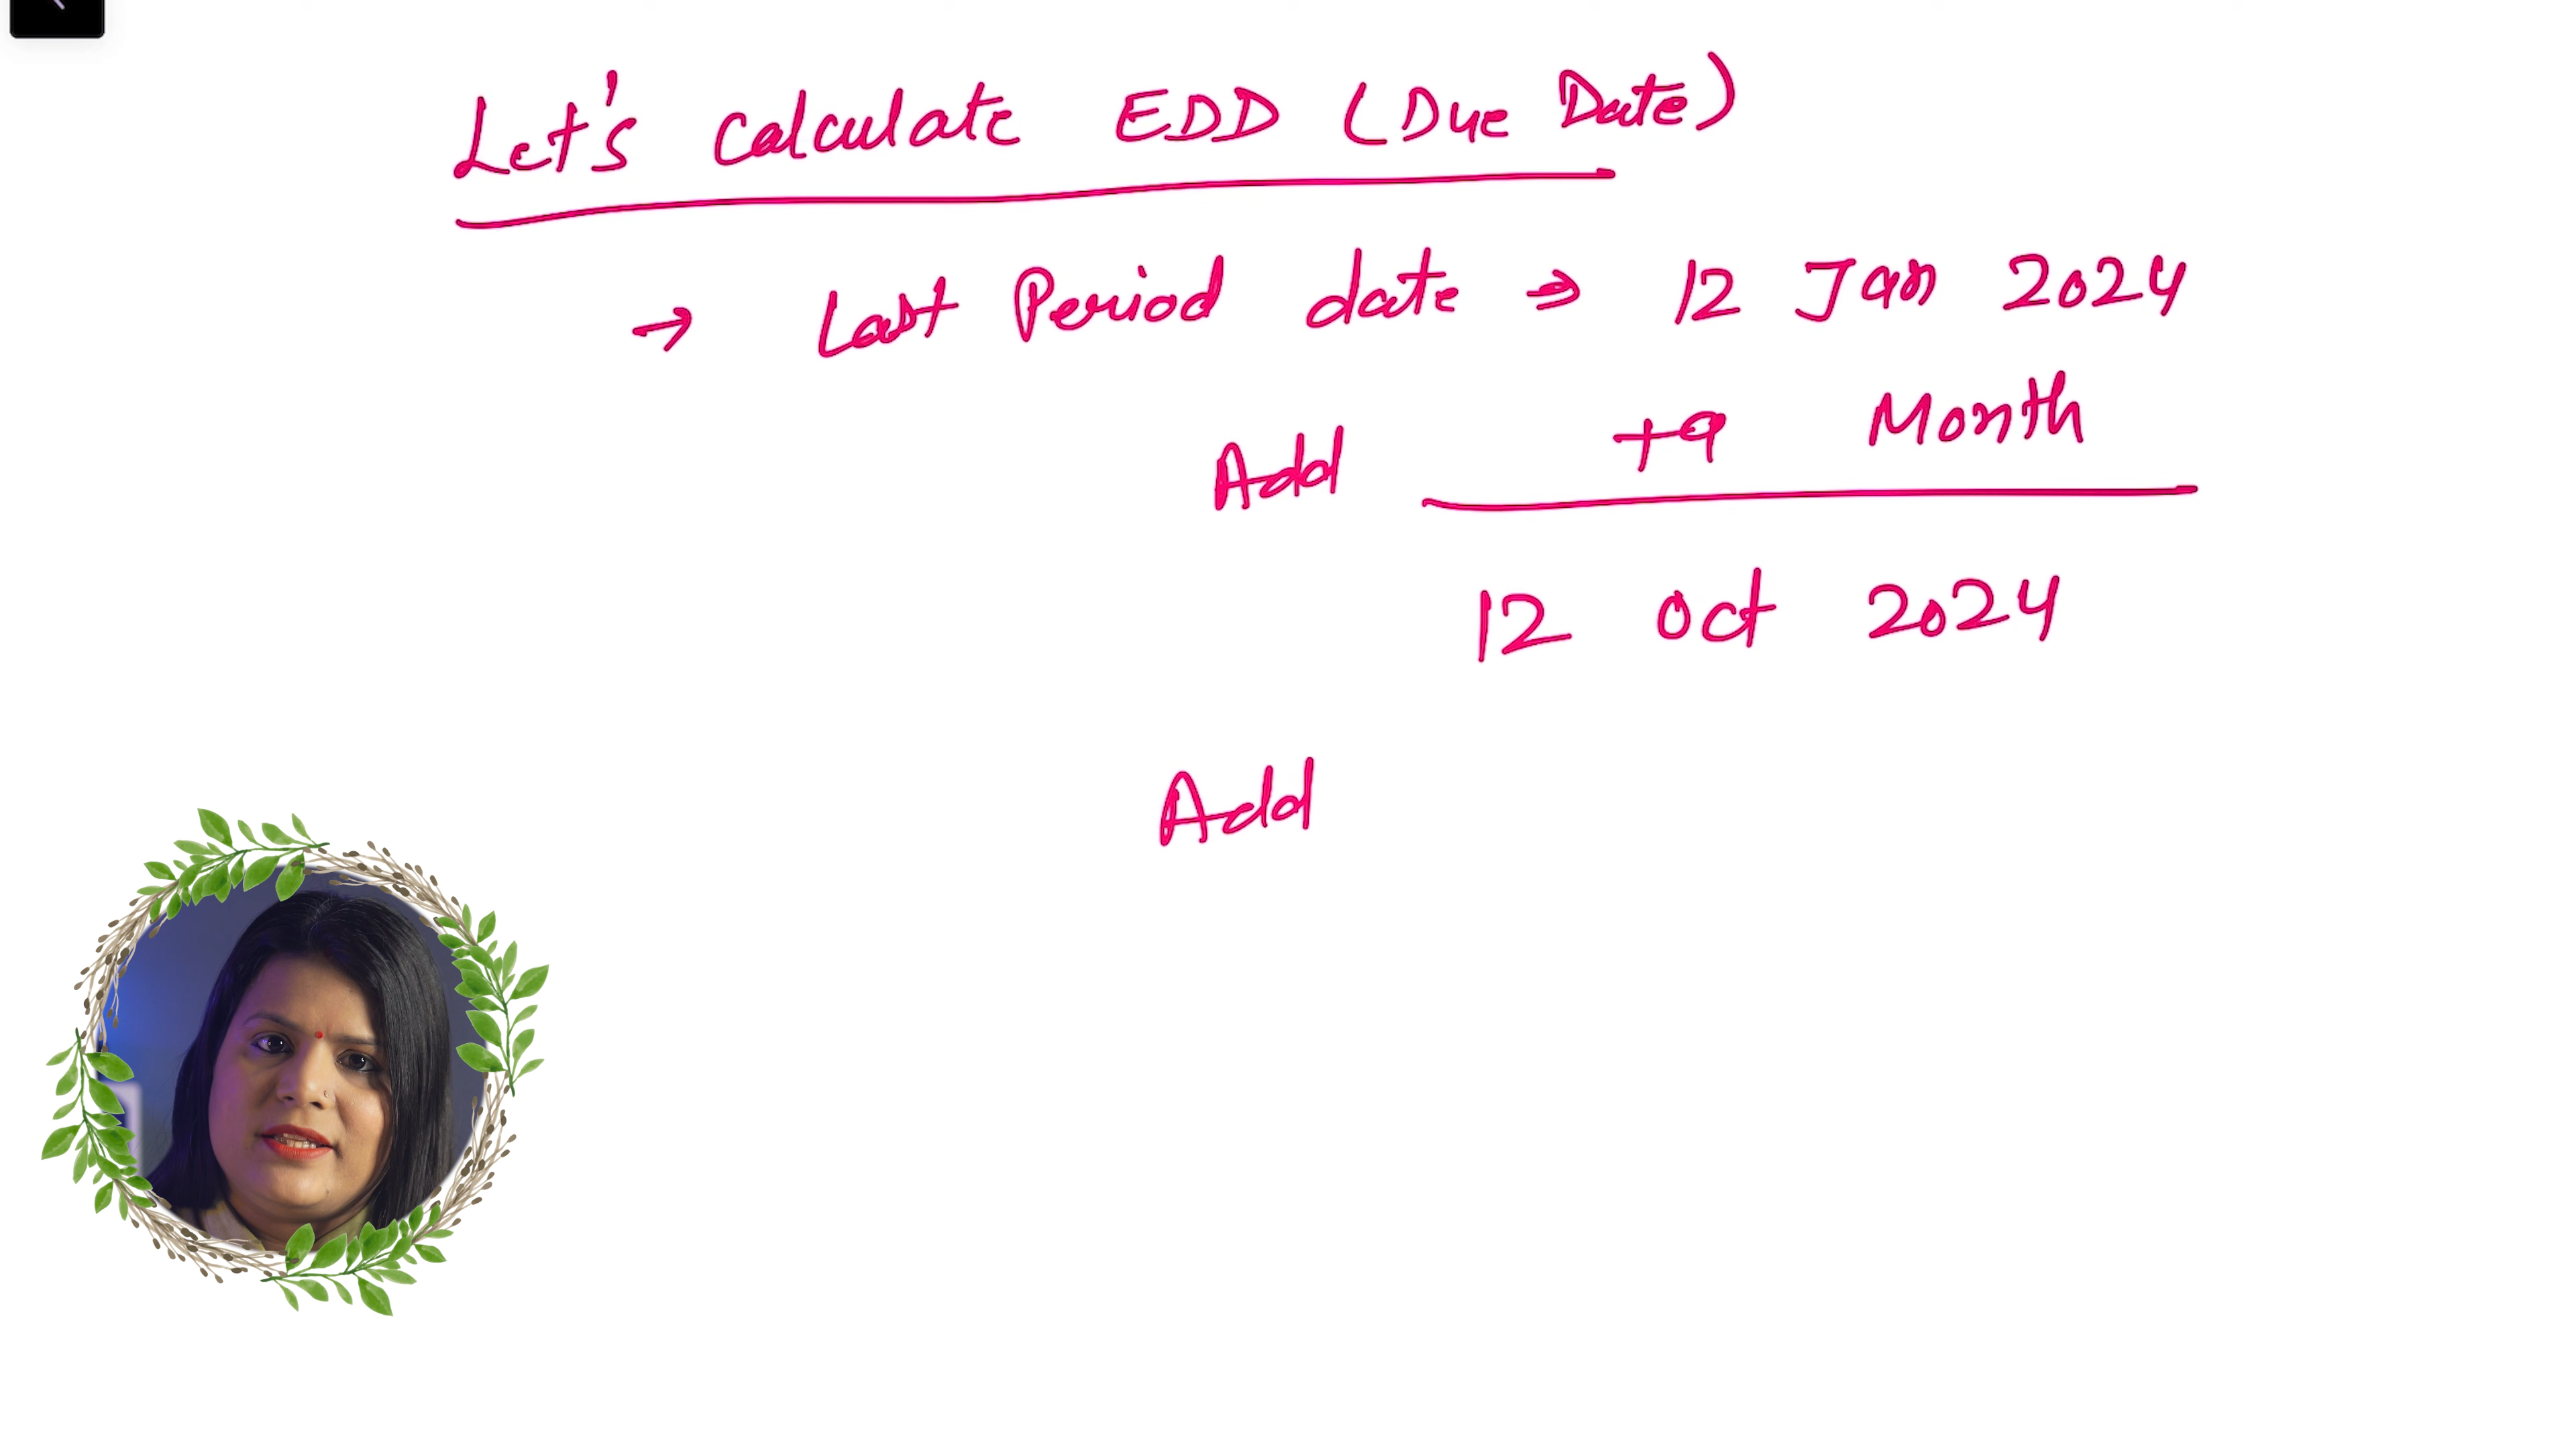 Let's calculate EDD (Due Date)
→ Last Period date ⇒ 12 Jan 2024
Add +9 Month
12 Oct 2024
Add